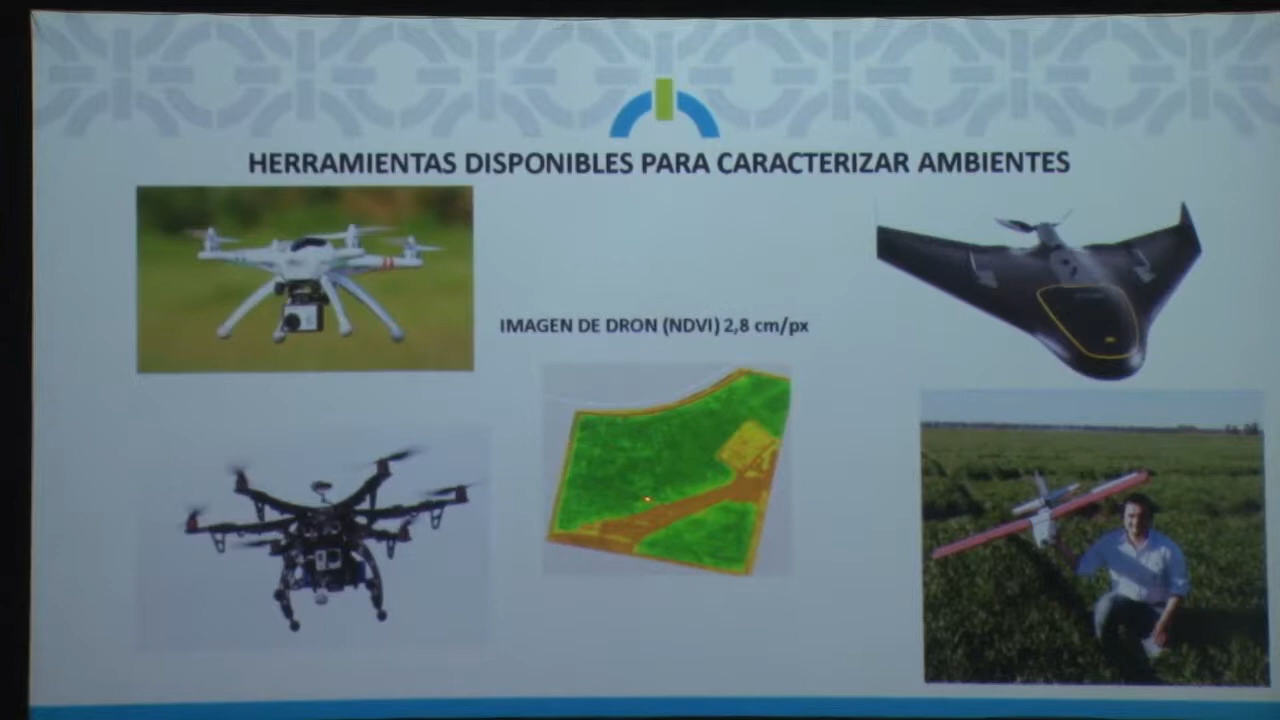 HERRAMIENTAS DISPONIBLES PARA CARACTERIZAR AMBIENTES
IMAGEN DE DRON (NDVI) 2,8 cm/px